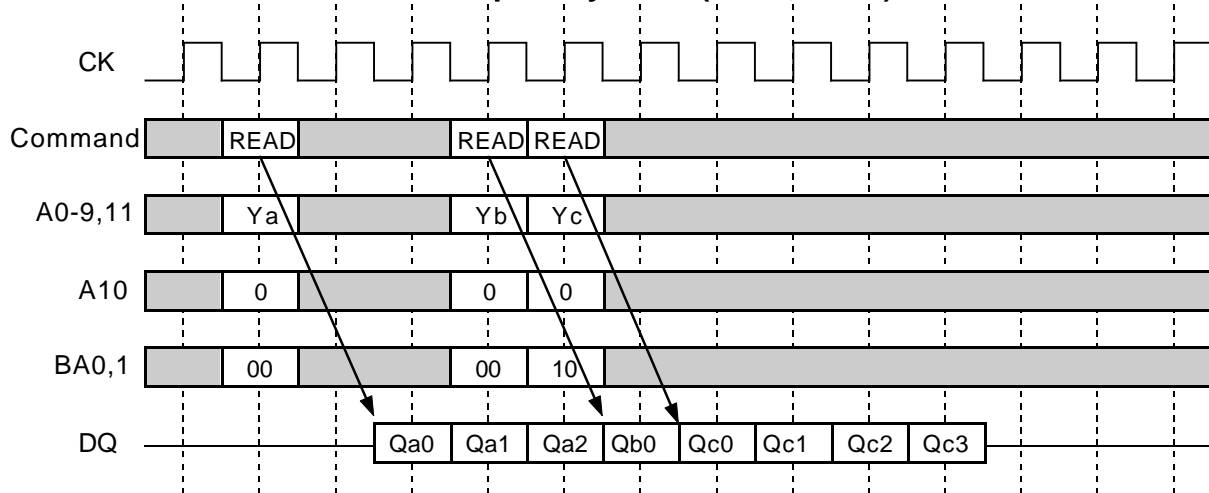 CK
Command READ READ READ
A0-9,11 Ya Yb Yc
A10 0 0 0
BA0,1 00 00 10
DQ Qa0 Qa1 Qa2 Qb0 Qc0 Qc1 Qc2 Qc3